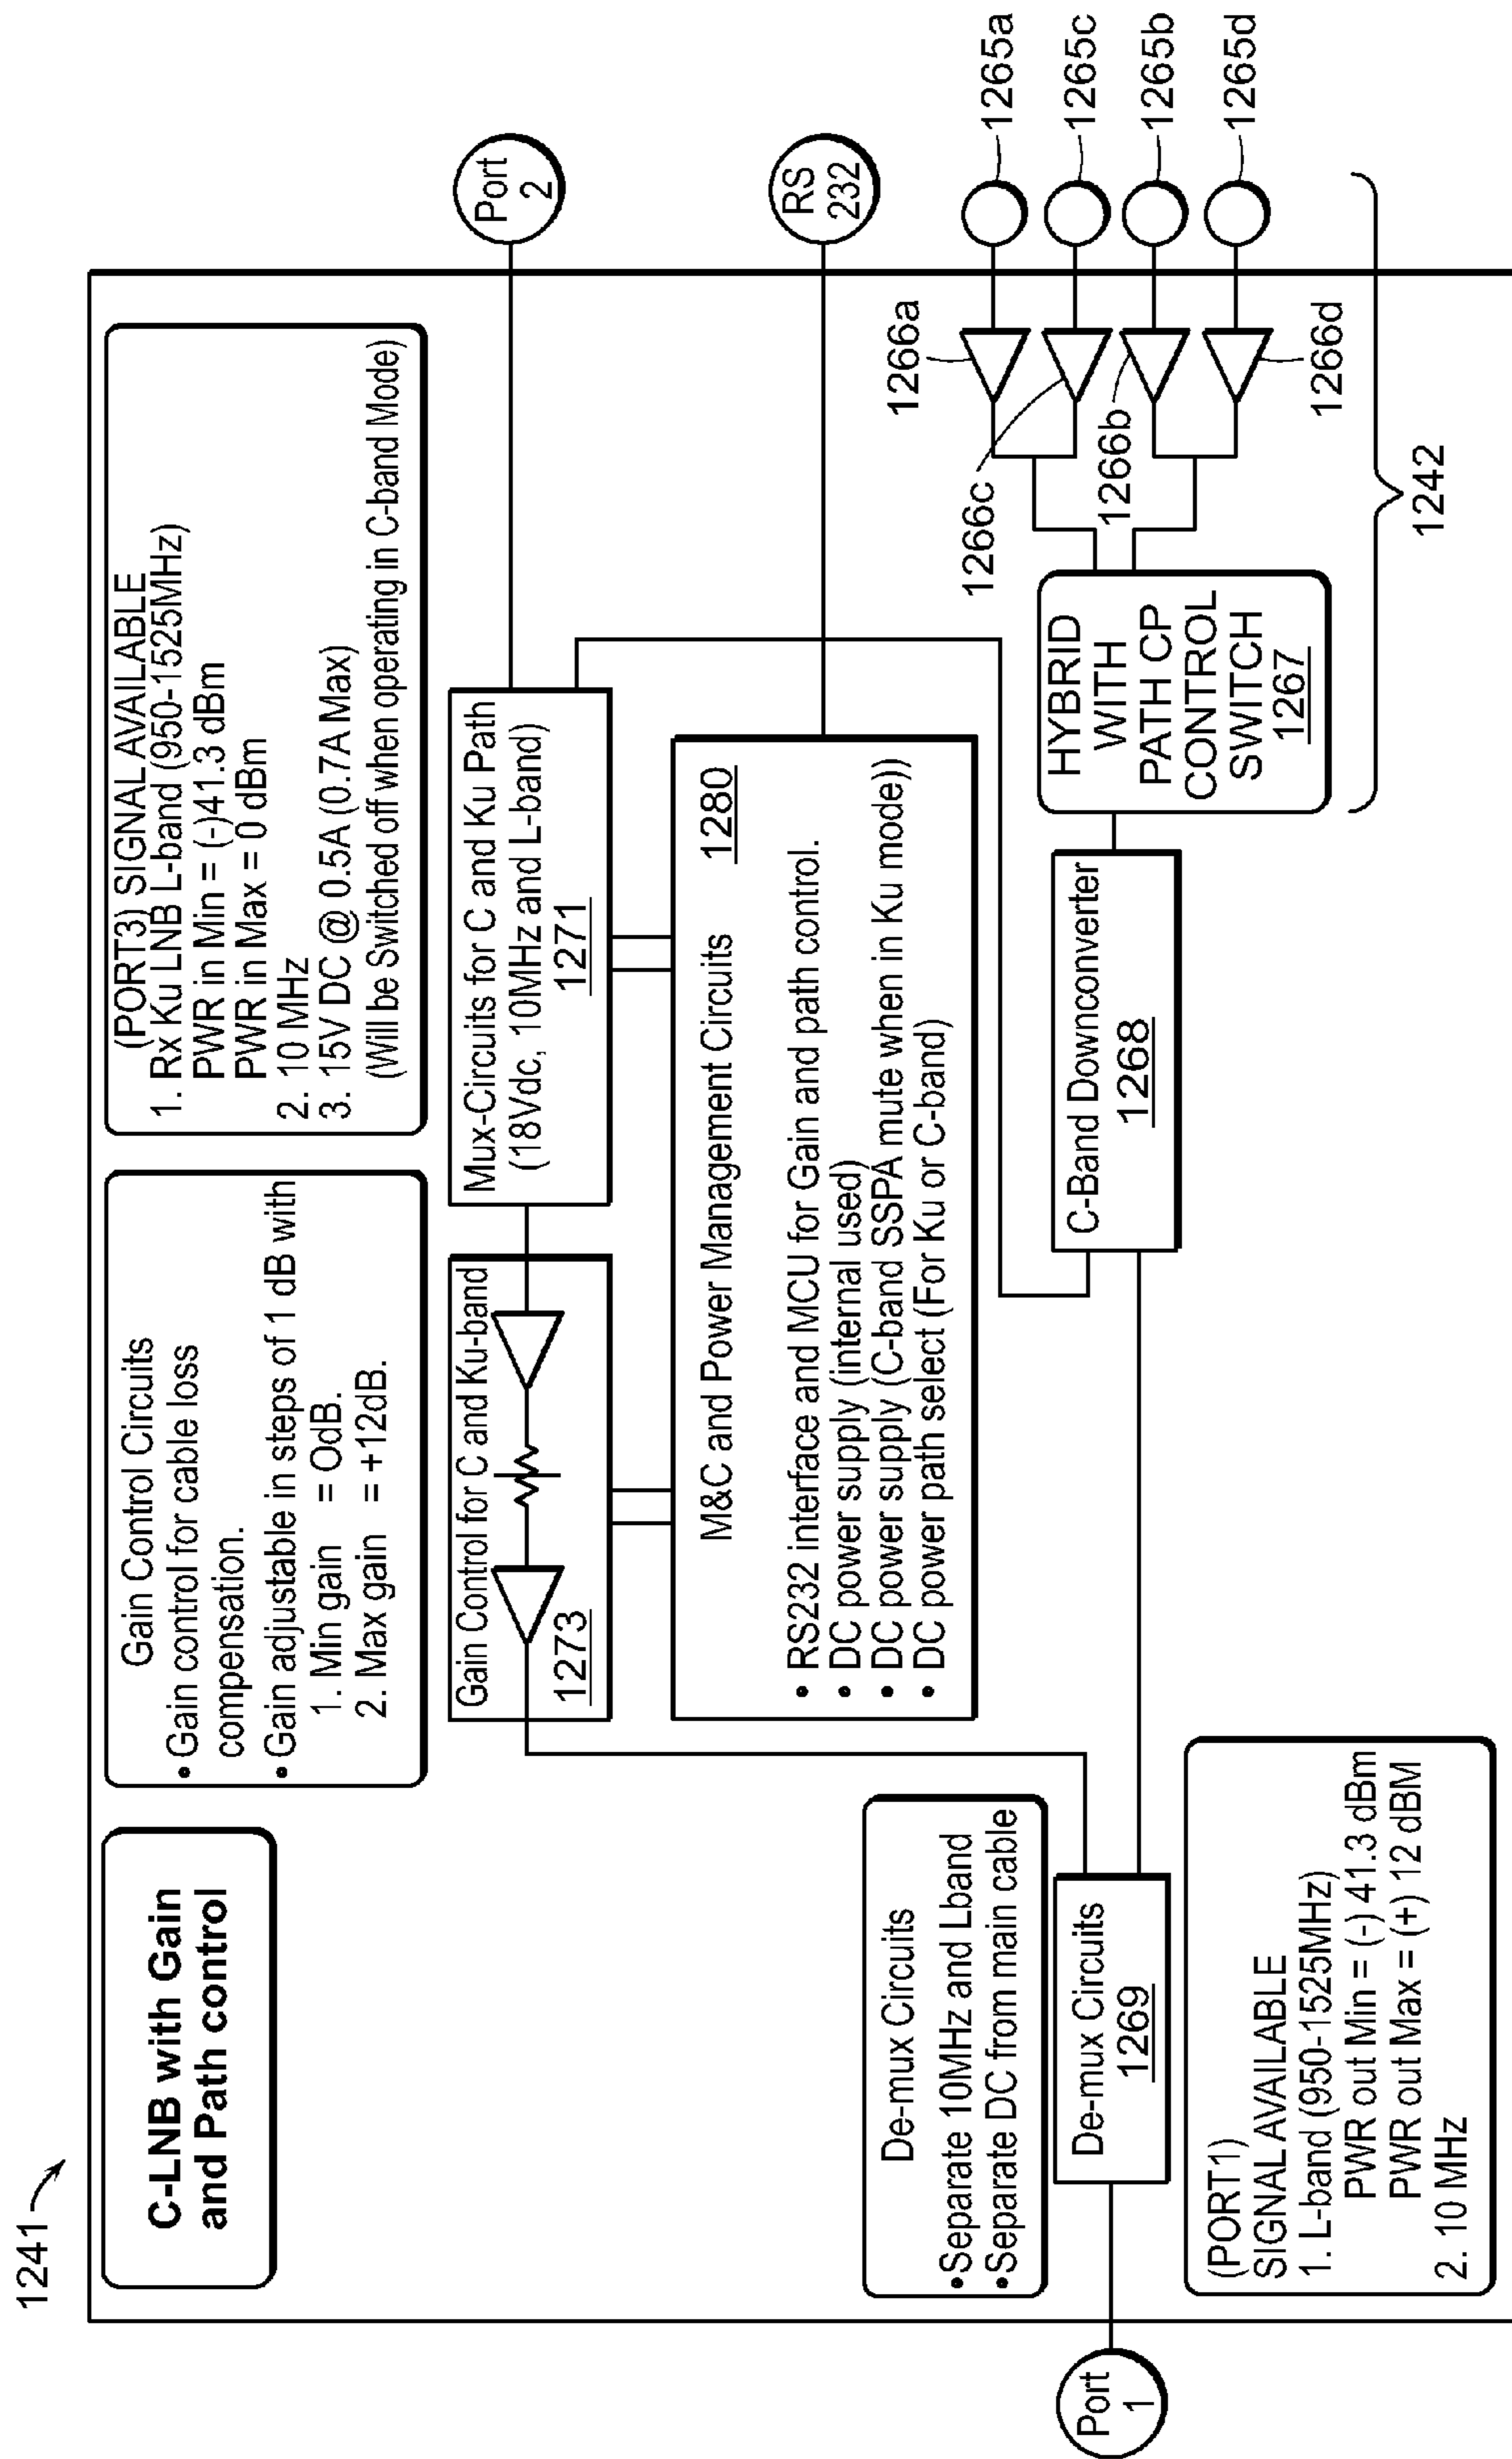 1241
C-LNB with Gain
and Path control
Gain Control Circuits
• Gain control for cable loss
compensation.
• Gain adjustable in steps of 1 dB with
1. Min gain = 0dB.
2. Max gain = +12dB.
(PORT3) SIGNAL AVAILABLE
1. Rx Ku LNB L-band (950-1525MHz)
PWR in Min = (-)41.3 dBm
PWR in Max = 0 dBm
2. 10 MHz
3. 15V DC @ 0.5A (0.7A Max)
(Will be Switched off when operating in C-band Mode)
Gain Control for C and Ku-band
1273
Mux-Circuits for C and Ku Path
(18Vdc, 10MHz and L-band)
1271
Port
2
M&C and Power Management Circuits 1280
• RS232 interface and MCU for Gain and path control.
• DC power supply (internal used)
• DC power supply (C-band SSPA mute when in Ku mode))
• DC power path select (For Ku or C-band)
RS
232
De-mux Circuits
•Separate 10MHz and Lband
•Separate DC from main cable
Port
1
De-mux Circuits
1269
C-Band Downconverter
1268
HYBRID
WITH
PATH CP
CONTROL
SWITCH
1267
1266a
1266c
1266b
1266d
1265a
1265c
1265b
1265d
1242
(PORT1)
SIGNAL AVAILABLE
1. L-band (950-1525MHz)
PWR out Min = (-) 41.3 dBm
PWR out Max = (+) 12 dBM
2. 10 MHz